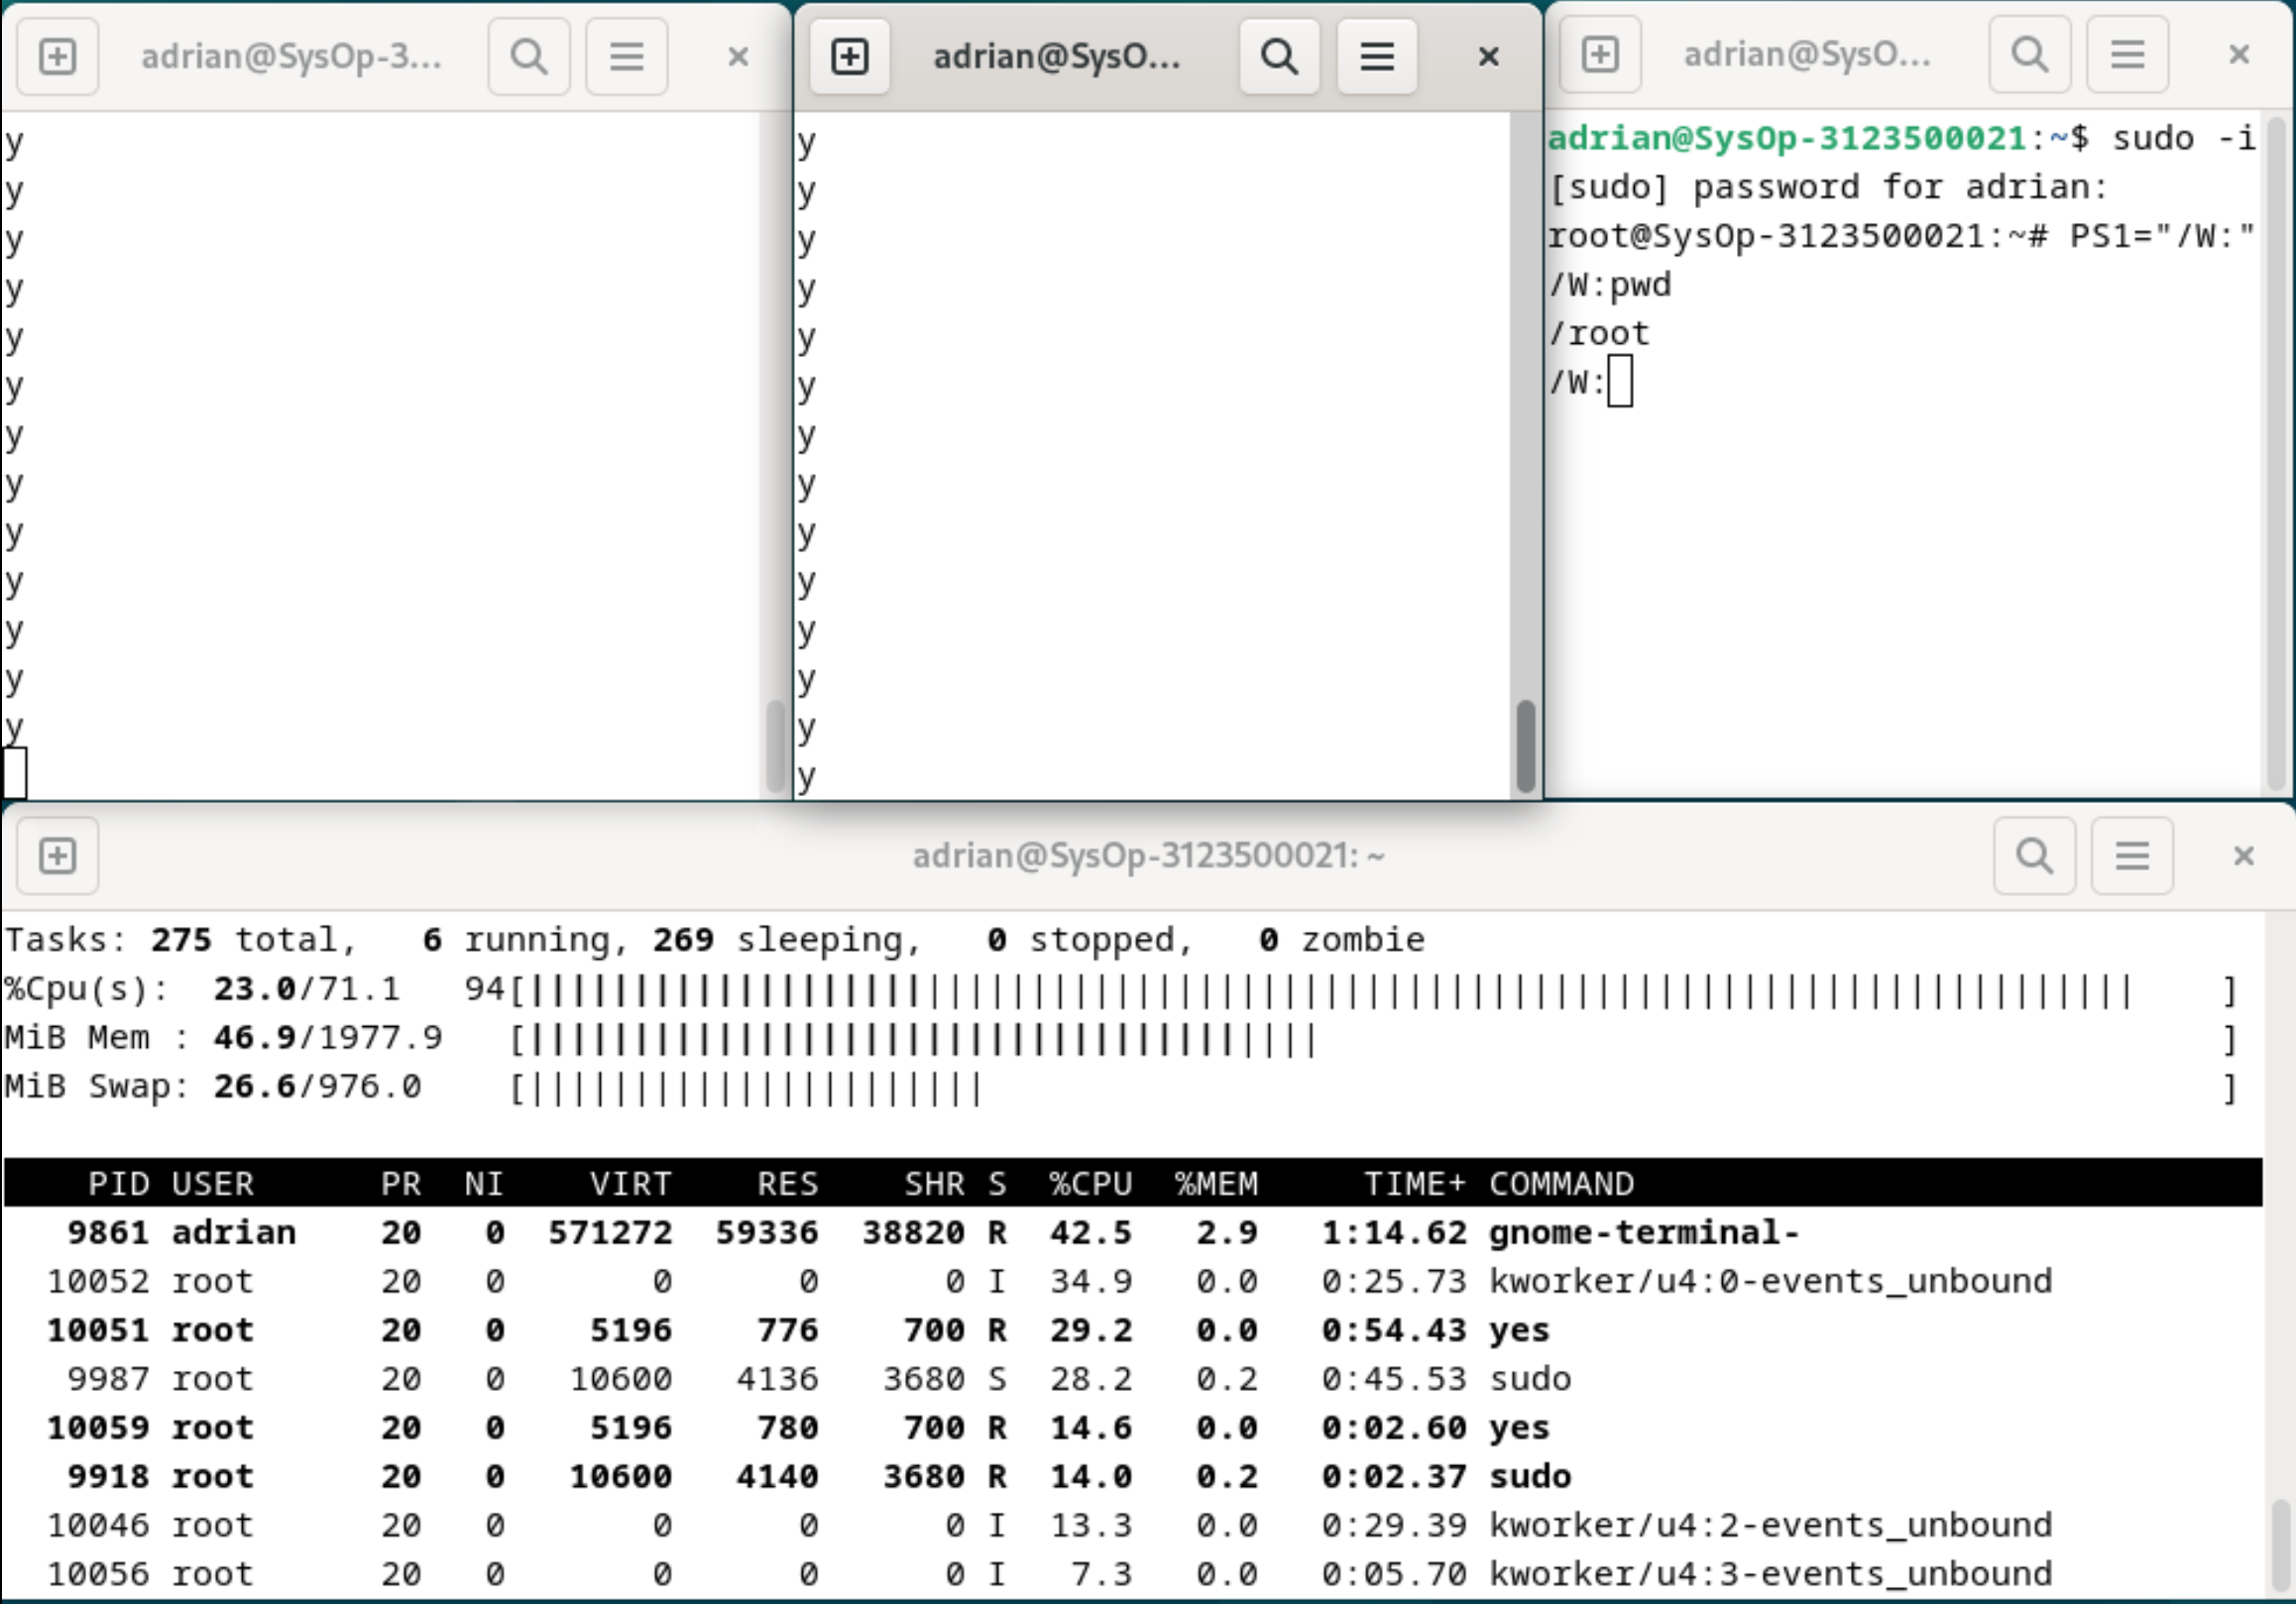 adrian@SysOp-3...
y
y
y
y
y
y
y
y
y
y
y
y
y
adrian@SysO...
y
y
y
y
y
y
y
y
y
y
y
y
y
y
adrian@SysO...
adrian@SysOp-3123500021:~$ sudo -i
[sudo] password for adrian:
root@SysOp-3123500021:~# PS1="/W:"
/W:pwd
/root
/W:
adrian@SysOp-3123500021: ~
Tasks: 275 total, 6 running, 269 sleeping, 0 stopped, 0 zombie
%Cpu(s): 23.0/71.1 94[||||||||||||||||||||||||||||||||||||||||||||||||||||||||||||||||||||||||||||| ]
MiB Mem : 46.9/1977.9 [|||||||||||||||||||||||||||||||||||||| ]
MiB Swap: 26.6/976.0 [|||||||||||||||||||||| ]
PID USER PR NI VIRT RES SHR S %CPU %MEM TIME+ COMMAND
9861 adrian 20 0 571272 59336 38820 R 42.5 2.9 1:14.62 gnome-terminal-
10052 root 20 0 0 0 0 I 34.9 0.0 0:25.73 kworker/u4:0-events_unbound
10051 root 20 0 5196 776 700 R 29.2 0.0 0:54.43 yes
9987 root 20 0 10600 4136 3680 S 28.2 0.2 0:45.53 sudo
10059 root 20 0 5196 780 700 R 14.6 0.0 0:02.60 yes
9918 root 20 0 10600 4140 3680 R 14.0 0.2 0:02.37 sudo
10046 root 20 0 0 0 0 I 13.3 0.0 0:29.39 kworker/u4:2-events_unbound
10056 root 20 0 0 0 0 I 7.3 0.0 0:05.70 kworker/u4:3-events_unbound